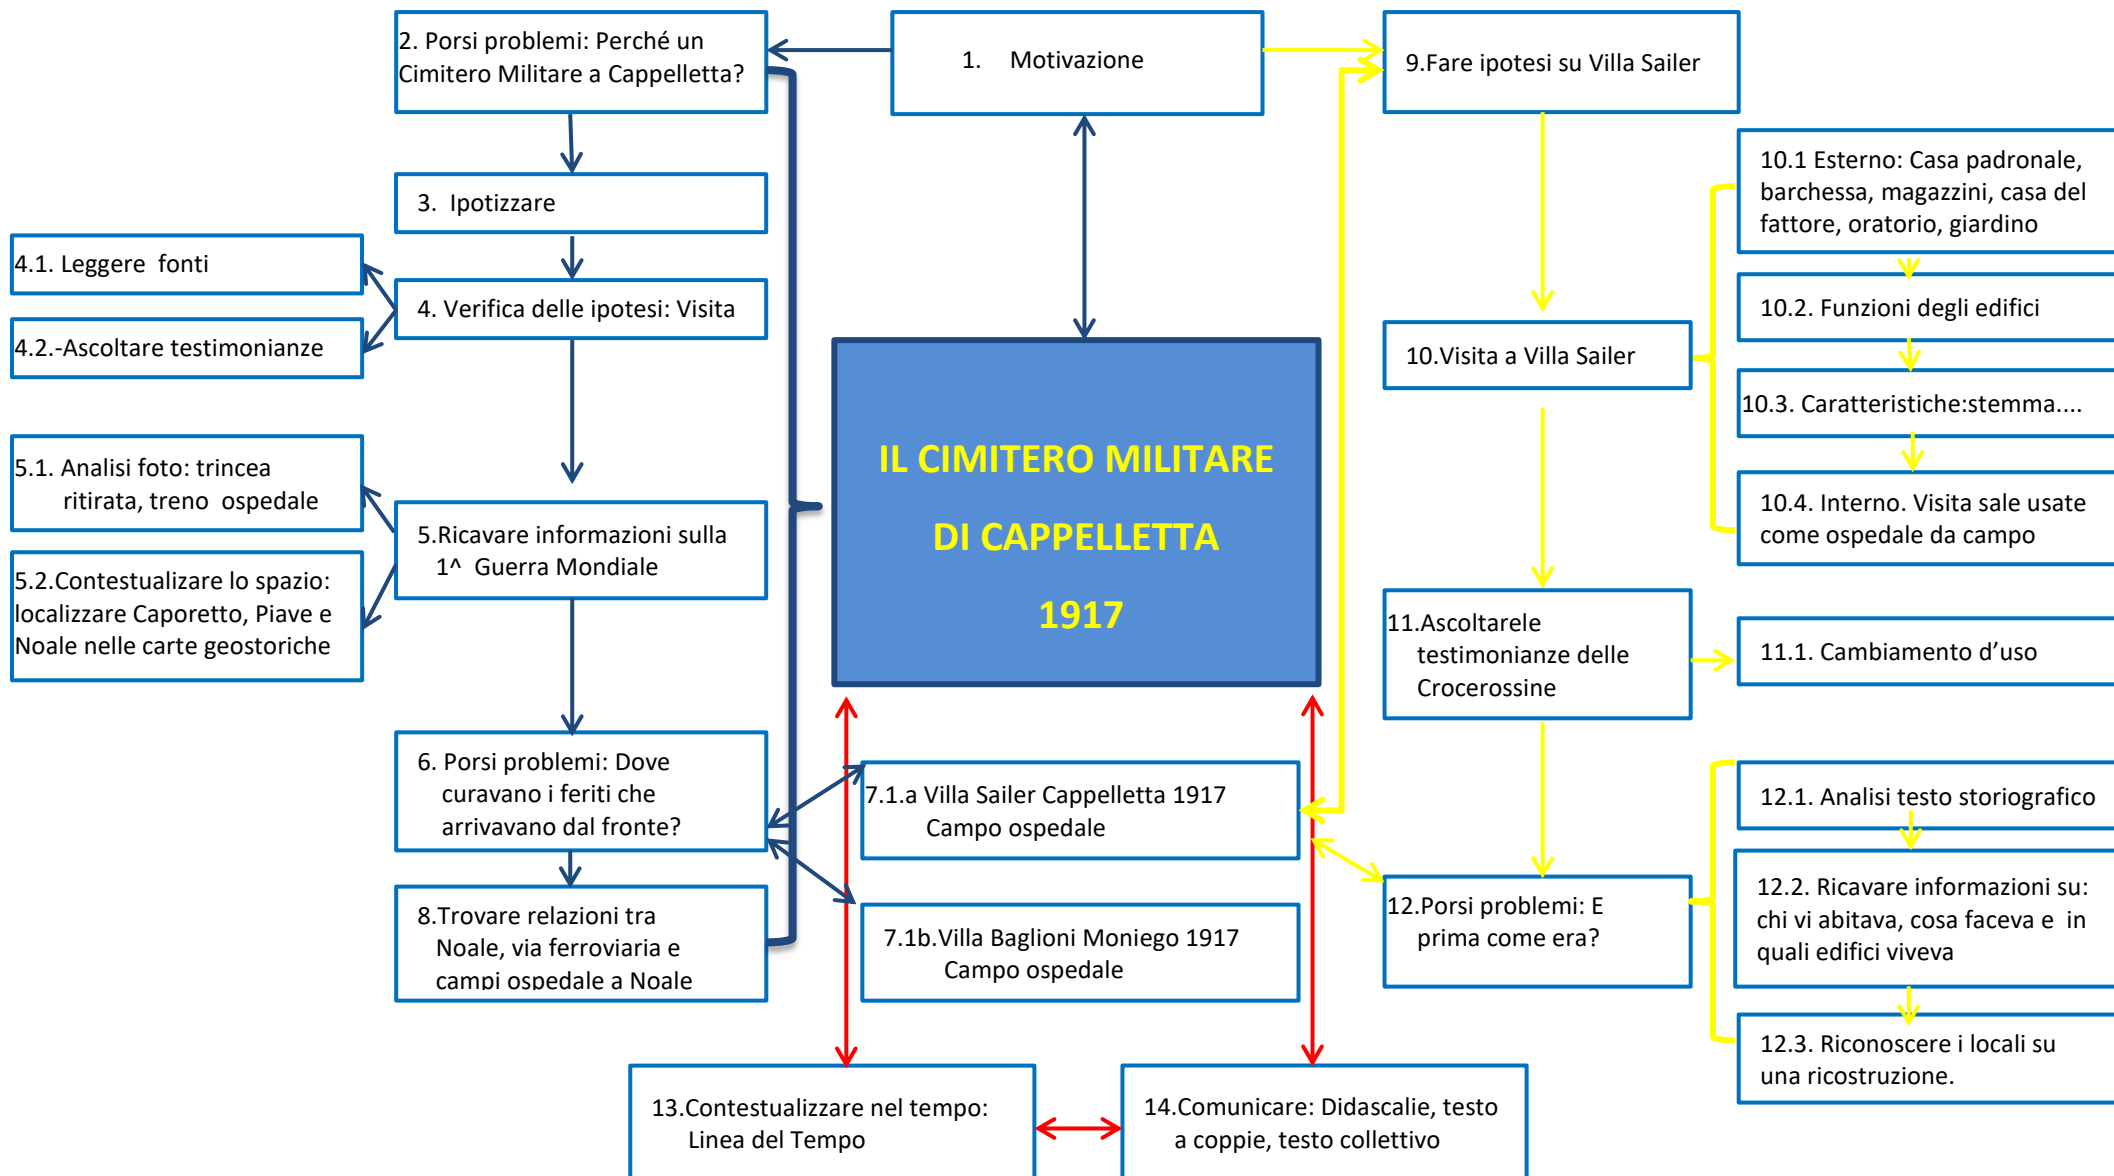 2. Porsi problemi: Perché un
Cimitero Militare a Cappelletta?
1. Motivazione
9.Fare ipotesi su Villa Sailer
3. Ipotizzare
4.1. Leggere fonti
4. Verifica delle ipotesi: Visita
4.2.-Ascoltare testimonianze
5.1. Analisi foto: trincea
ritirata, treno ospedale
5.Ricavare informazioni sulla
1^ Guerra Mondiale
5.2.Contestualizzare lo spazio:
localizzare Caporetto, Piave e
Noale nelle carte geostoriche
6. Porsi problemi: Dove
curavano i feriti che
arrivavano dal fronte?
8.Trovare relazioni tra
Noale, via ferroviaria e
campi ospedale a Noale
IL CIMITERO MILITARE
DI CAPPELLETTA
1917
7.1.a Villa Sailer Cappelletta 1917
Campo ospedale
7.1b.Villa Baglioni Moniego 1917
Campo ospedale
10.Visita a Villa Sailer
10.1 Esterno: Casa padronale,
barchessa, magazzini, casa del
fattore, oratorio, giardino
10.2. Funzioni degli edifici
10.3. Caratteristiche:stemma....
10.4. Interno. Visita sale usate
come ospedale da campo
11.Ascoltarele
testimonianze delle
Crocerossine
11.1. Cambiamento d’uso
12.Porsi problemi: E
prima come era?
12.1. Analisi testo storiografico
12.2. Ricavare informazioni su:
chi vi abitava, cosa faceva e in
quali edifici viveva
12.3. Riconoscere i locali su
una ricostruzione.
13.Contestualizzare nel tempo:
Linea del Tempo
14.Comunicare: Didascalie, testo
a coppie, testo collettivo